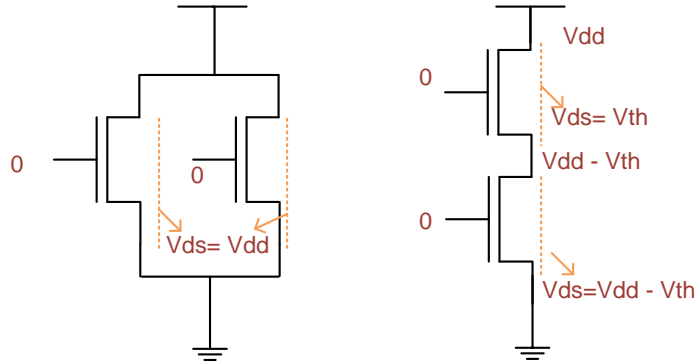 0
0
Vds= Vdd
Vdd
0
Vds= Vth
Vdd - Vth
0
Vds=Vdd - Vth